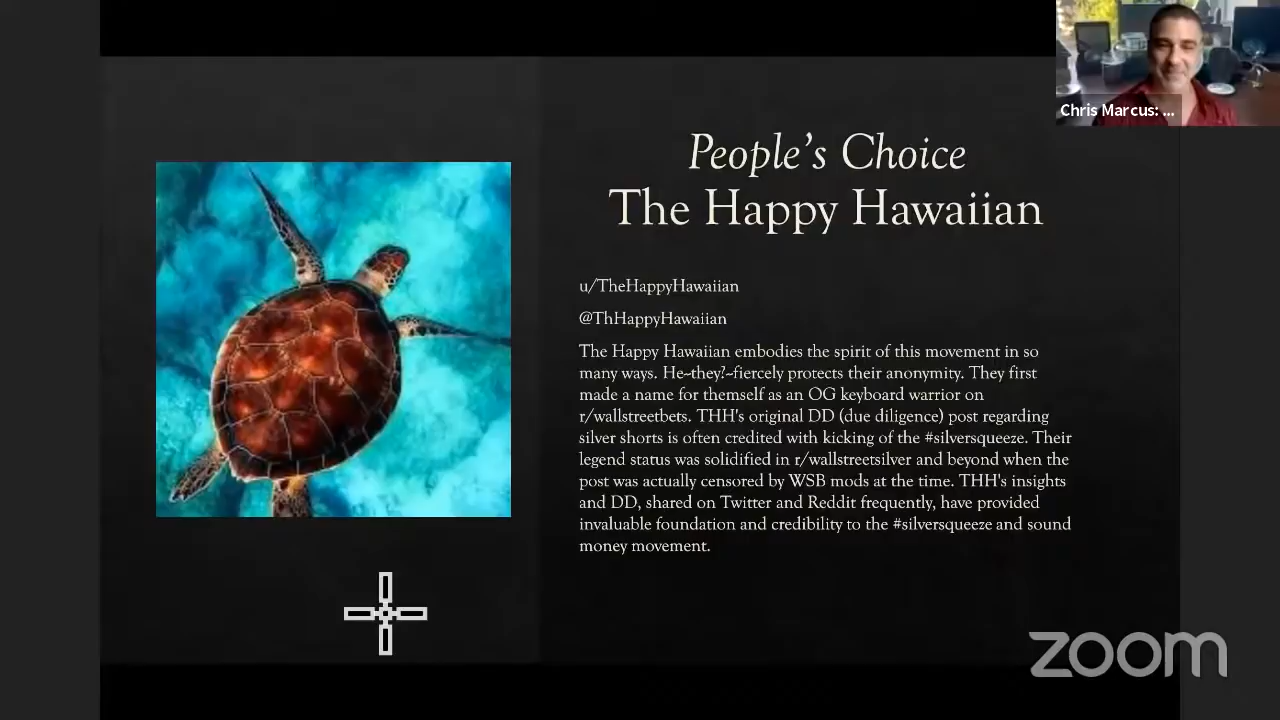 Chris Marcus: ...
People's Choice
The Happy Hawaiian
u/TheHappyHawaiian
@ThHappyHawaiian
The Happy Hawaiian embodies the spirit of this movement in so
many ways. He~they?~fiercely protects their anonymity. They first
made a name for themself as an OG keyboard warrior on
r/wallstreetbets. THH's original DD (due diligence) post regarding
silver shorts is often credited with kicking of the #silversqueeze. Their
legend status was solidified in r/wallstreetsilver and beyond when the
post was actually censored by WSB mods at the time. THH's insights
and DD, shared on Twitter and Reddit frequently, have provided
invaluable foundation and credibility to the #silversqueeze and sound
money movement.
zoom